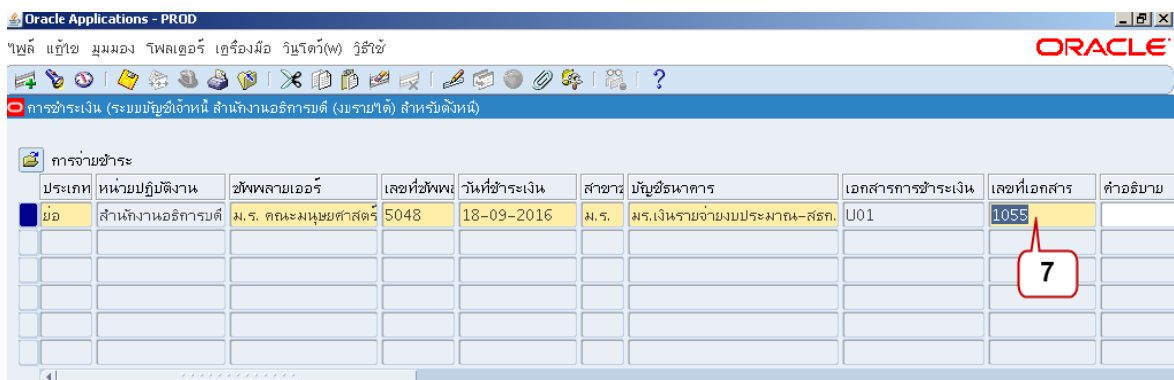 Oracle Applications - PROD
ไฟล์ แก้ไข มุมมอง โฟลเดอร์ เครื่องมือ วินโดว์(w) วิธีใช้
ORACLE
การชำระเงิน (ระบบบัญชีเจ้าหนี้ สำนักงานอธิการบดี (งบรายได้) สำหรับตั้งหนี้)
การจ่ายชำระ
ประเภท หน่วยปฏิบัติงาน ซัพพลายเออร์ เลขที่ซัพพล วันที่ชำระเงิน สาขาร บัญชีธนาคาร เอกสารการชำระเงิน เลขที่เอกสาร คำอธิบาย
ย่อ สำนักงานอธิการบดี ม.ร. คณะมนุษยศาสตร์ 5048 18-09-2016 ม.ร. มร.เงินรายจ่ายงบประมาณ-สธก. U01 1055
7